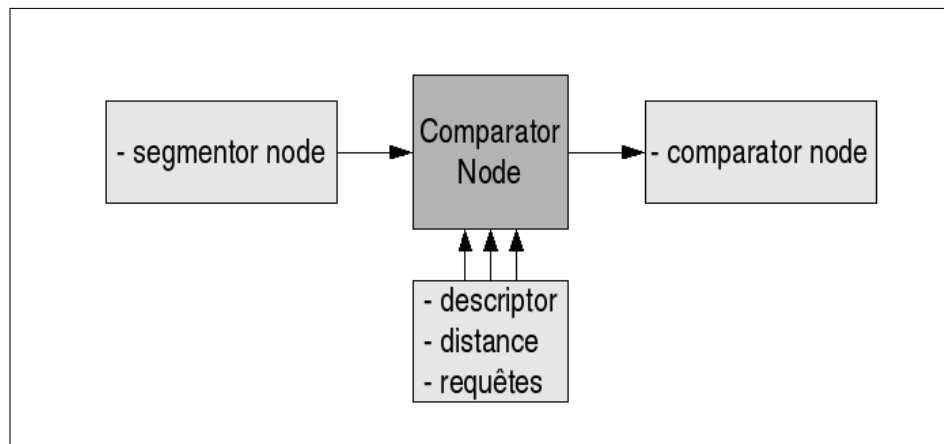 - segmentor node
Comparator
Node
- comparator node
- descriptor
- distance
- requêtes